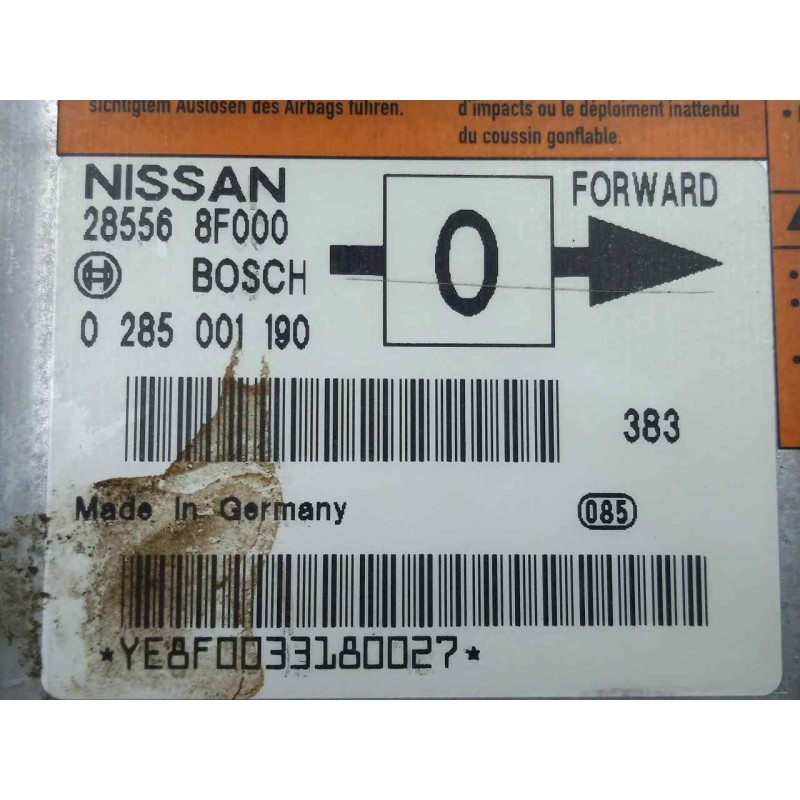 sichtigtem Auslösen des Airbags führen.
d'impacts ou le déploiement inattendu
du coussin gonflable.
NISSAN
28556 8F000
BOSCH
0 285 001 190
0
FORWARD
383
Made in Germany
085
*YE8F0033180027*